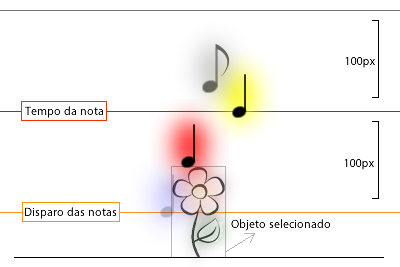 100px
Tempo da nota
100px
Disparo das notas
Objeto selecionado